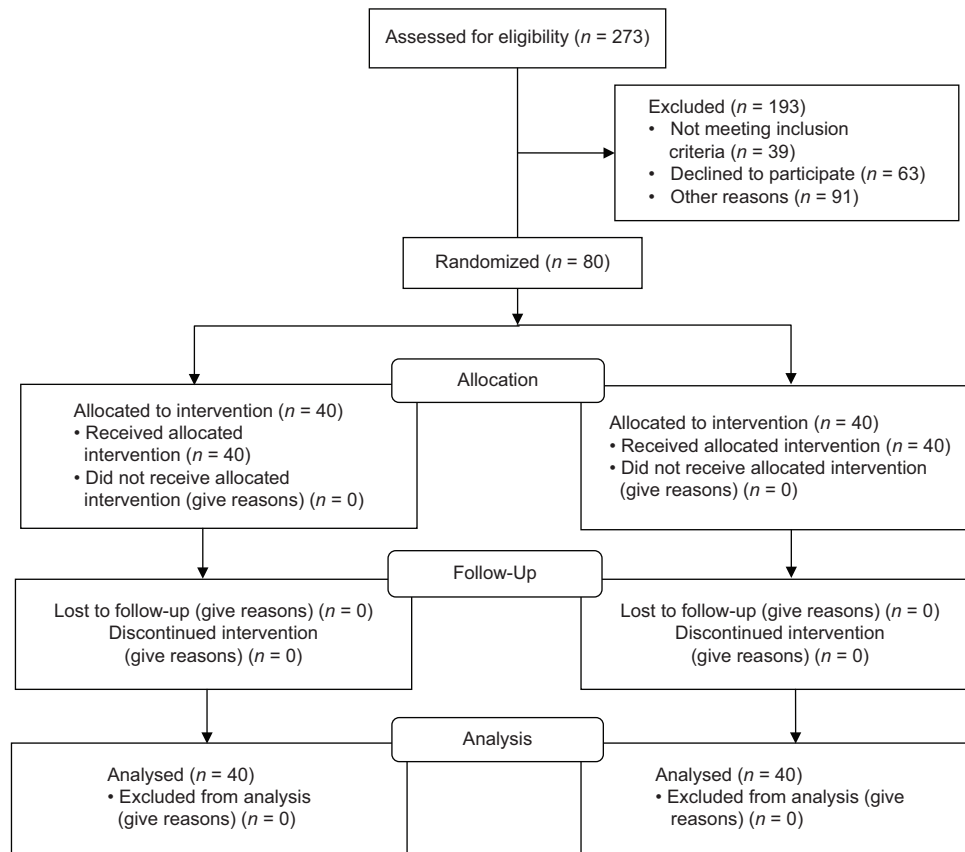 Assessed for eligibility (n = 273)
Excluded (n = 193)
• Not meeting inclusion
criteria (n = 39)
• Declined to participate (n = 63)
• Other reasons (n = 91)
Randomized (n = 80)
Allocation
Allocated to intervention (n = 40)
• Received allocated
intervention (n = 40)
• Did not receive allocated
intervention (give reasons) (n = 0)
Allocated to intervention (n = 40)
• Received allocated intervention (n = 40)
• Did not receive allocated intervention
(give reasons) (n = 0)
Follow-Up
Lost to follow-up (give reasons) (n = 0)
Discontinued intervention
(give reasons) (n = 0)
Lost to follow-up (give reasons) (n = 0)
Discontinued intervention
(give reasons) (n = 0)
Analysis
Analysed (n = 40)
• Excluded from analysis
(give reasons) (n = 0)
Analysed (n = 40)
• Excluded from analysis (give
reasons) (n = 0)